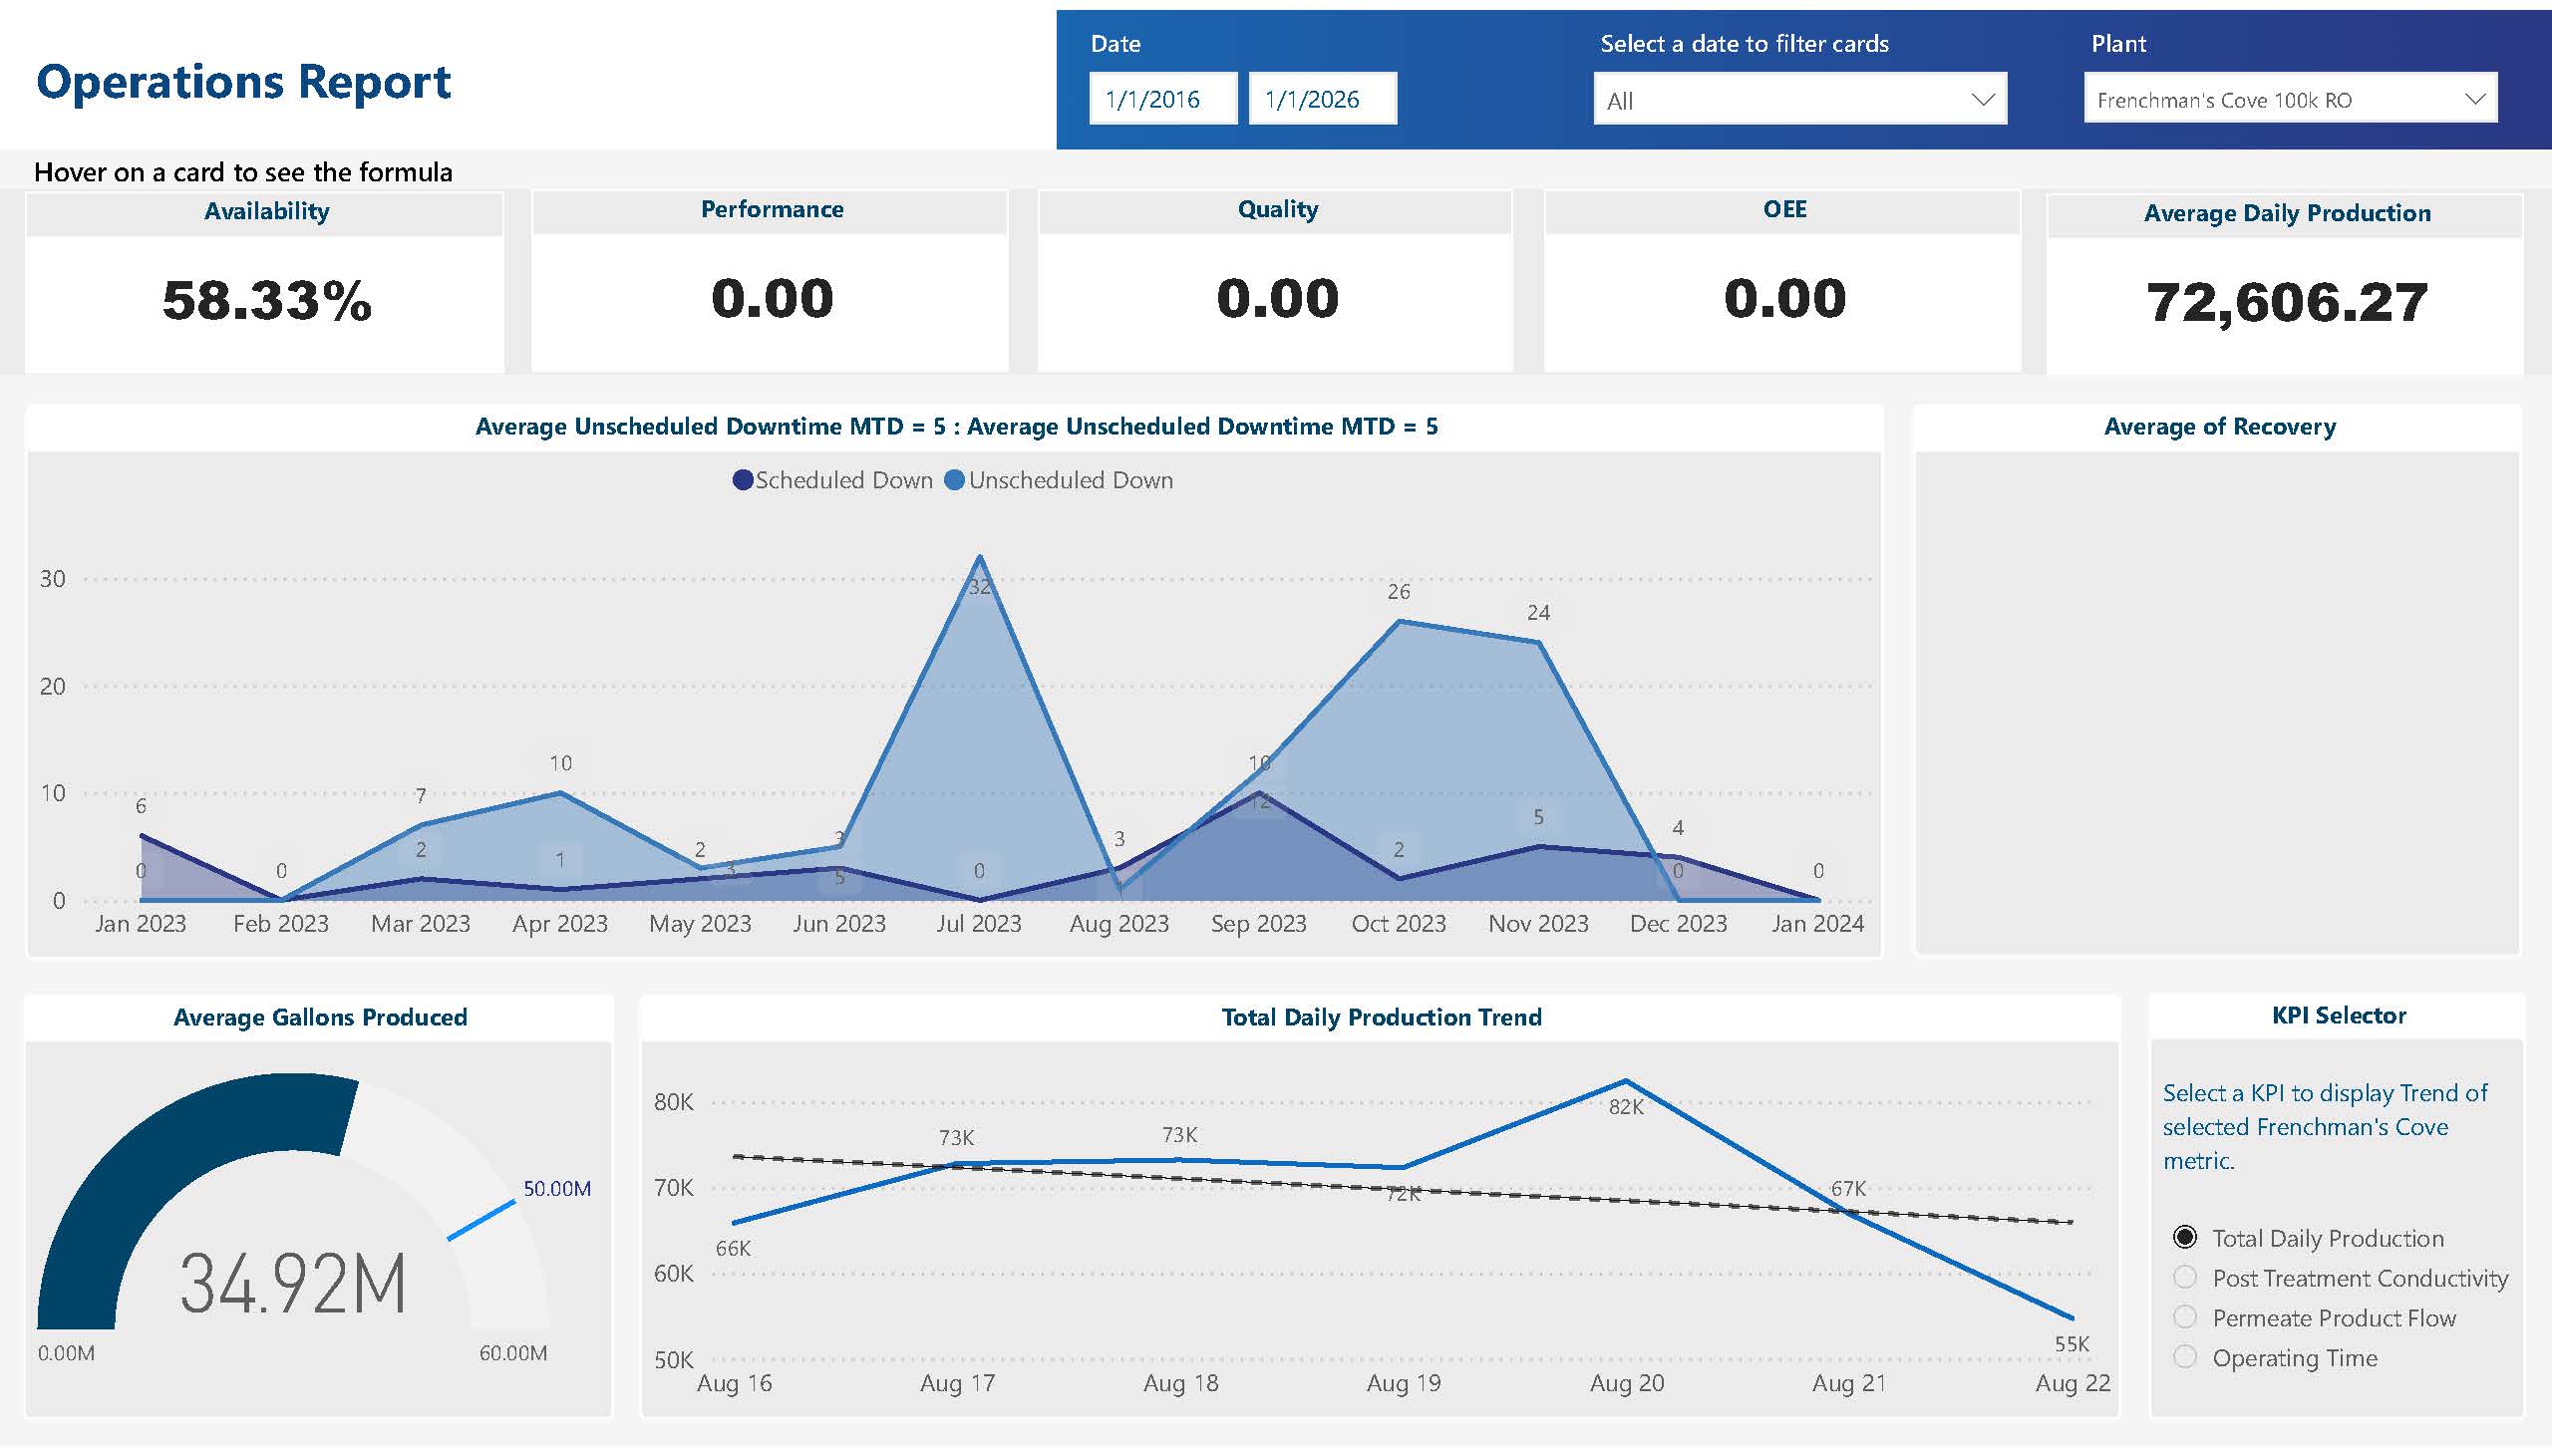 Operations Report
Date
1/1/2016
1/1/2026
Select a date to filter cards
All
Plant
Frenchman's Cove 100k RO
Hover on a card to see the formula
Availability
58.33%
Performance
0.00
Quality
0.00
OEE
0.00
Average Daily Production
72,606.27
Average Unscheduled Downtime MTD = 5 : Average Unscheduled Downtime MTD = 5
Scheduled Down Unscheduled Down
30
20
10
0
6
0
0
7
2
10
1
2
3
3
5
32
0
3
10
12
26
2
24
5
4
0
0
Jan 2023 Feb 2023 Mar 2023 Apr 2023 May 2023 Jun 2023 Jul 2023 Aug 2023 Sep 2023 Oct 2023 Nov 2023 Dec 2023 Jan 2024
Average of Recovery
Average Gallons Produced
50.00M
34.92M
0.00M
60.00M
Total Daily Production Trend
80K
70K
60K
50K
66K
73K
73K
72K
82K
67K
55K
Aug 16 Aug 17 Aug 18 Aug 19 Aug 20 Aug 21 Aug 22
KPI Selector
Select a KPI to display Trend of
selected Frenchman's Cove
metric.
Total Daily Production
Post Treatment Conductivity
Permeate Product Flow
Operating Time